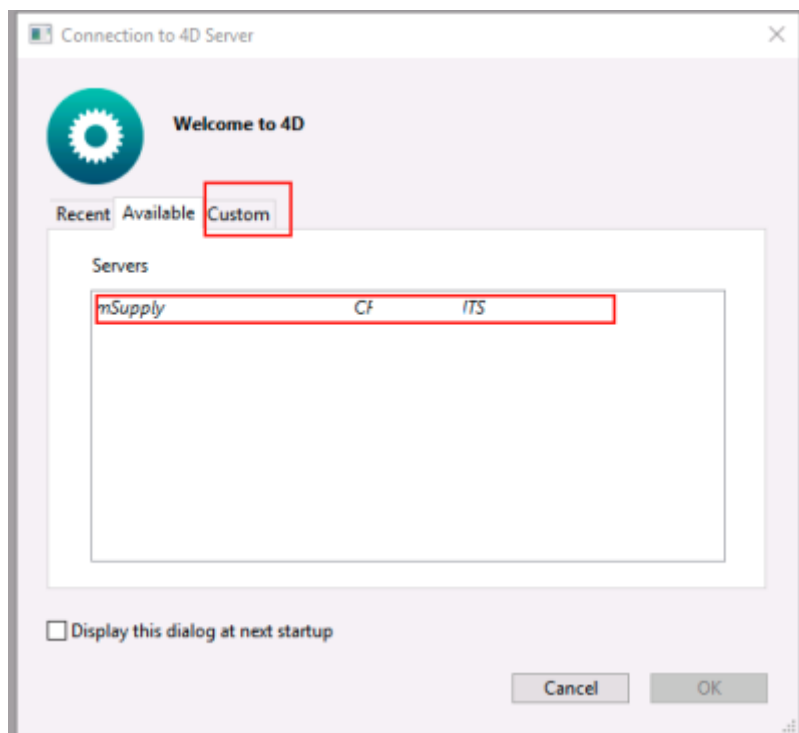 Connection to 4D Server
Welcome to 4D
Recent Available Custom
Servers
mSupply
Display this dialog at next startup
Cancel OK